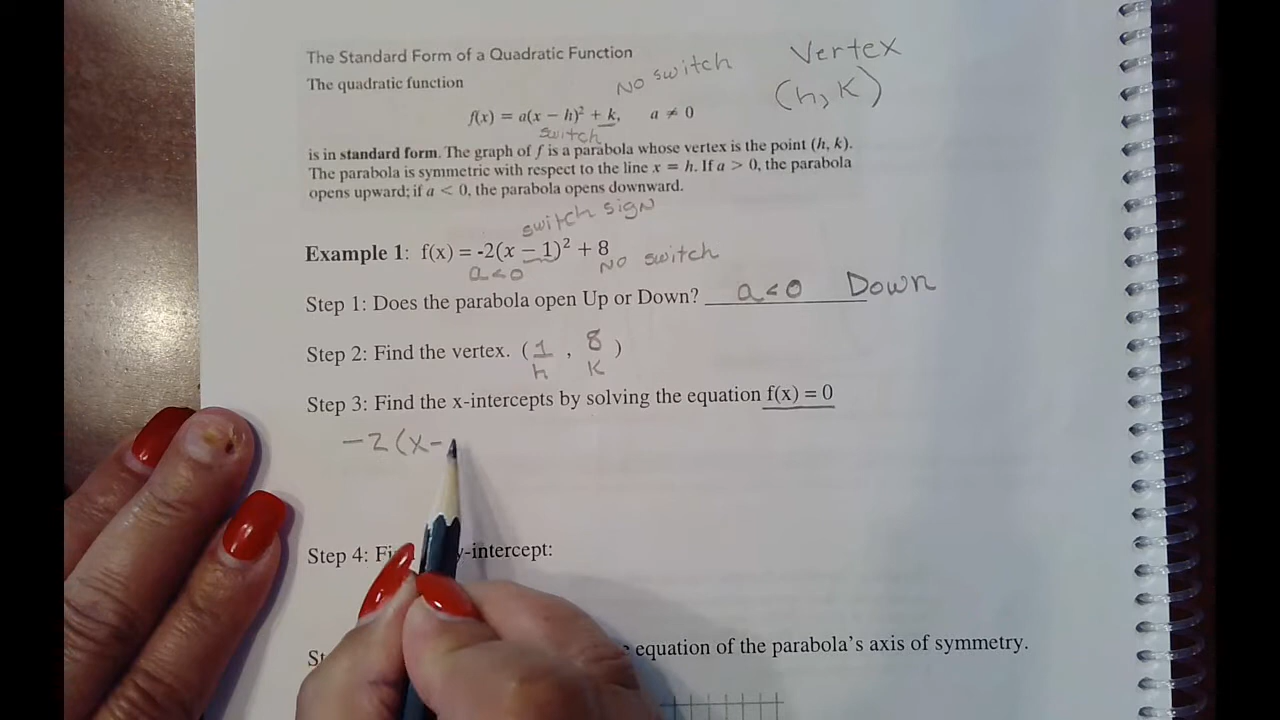 The Standard Form of a Quadratic Function
Vertex
The quadratic function
NO switch
(h, k)
f(x) = a(x − h)² + k, a ≠ 0
switch
is in standard form. The graph of f is a parabola whose vertex is the point (h, k).
The parabola is symmetric with respect to the line x = h. If a > 0, the parabola
opens upward; if a < 0, the parabola opens downward.
switch sign
Example 1: f(x) = -2(x − 1)² + 8
a<0
NO switch
Step 1: Does the parabola open Up or Down? a<0 Down
Step 2: Find the vertex. (1, 8)
h k
Step 3: Find the x-intercepts by solving the equation f(x) = 0
-2(x-
Step 4: -intercept:
equation of the parabola's axis of symmetry.